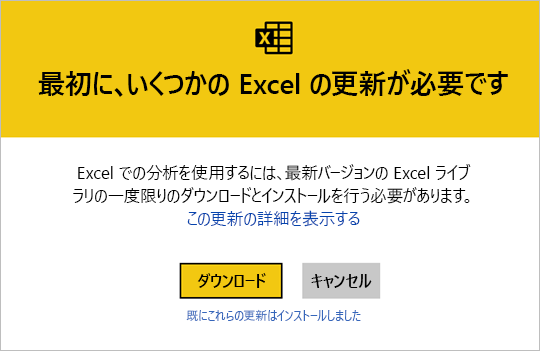 最初に、いくつかの Excel の更新が必要です
Excel での分析を使用するには、最新バージョンの Excel ライブ
ラリの一度限りのダウンロードとインストールを行う必要があります。
この更新の詳細を表示する
ダウンロード キャンセル
既にこれらの更新はインストールしました